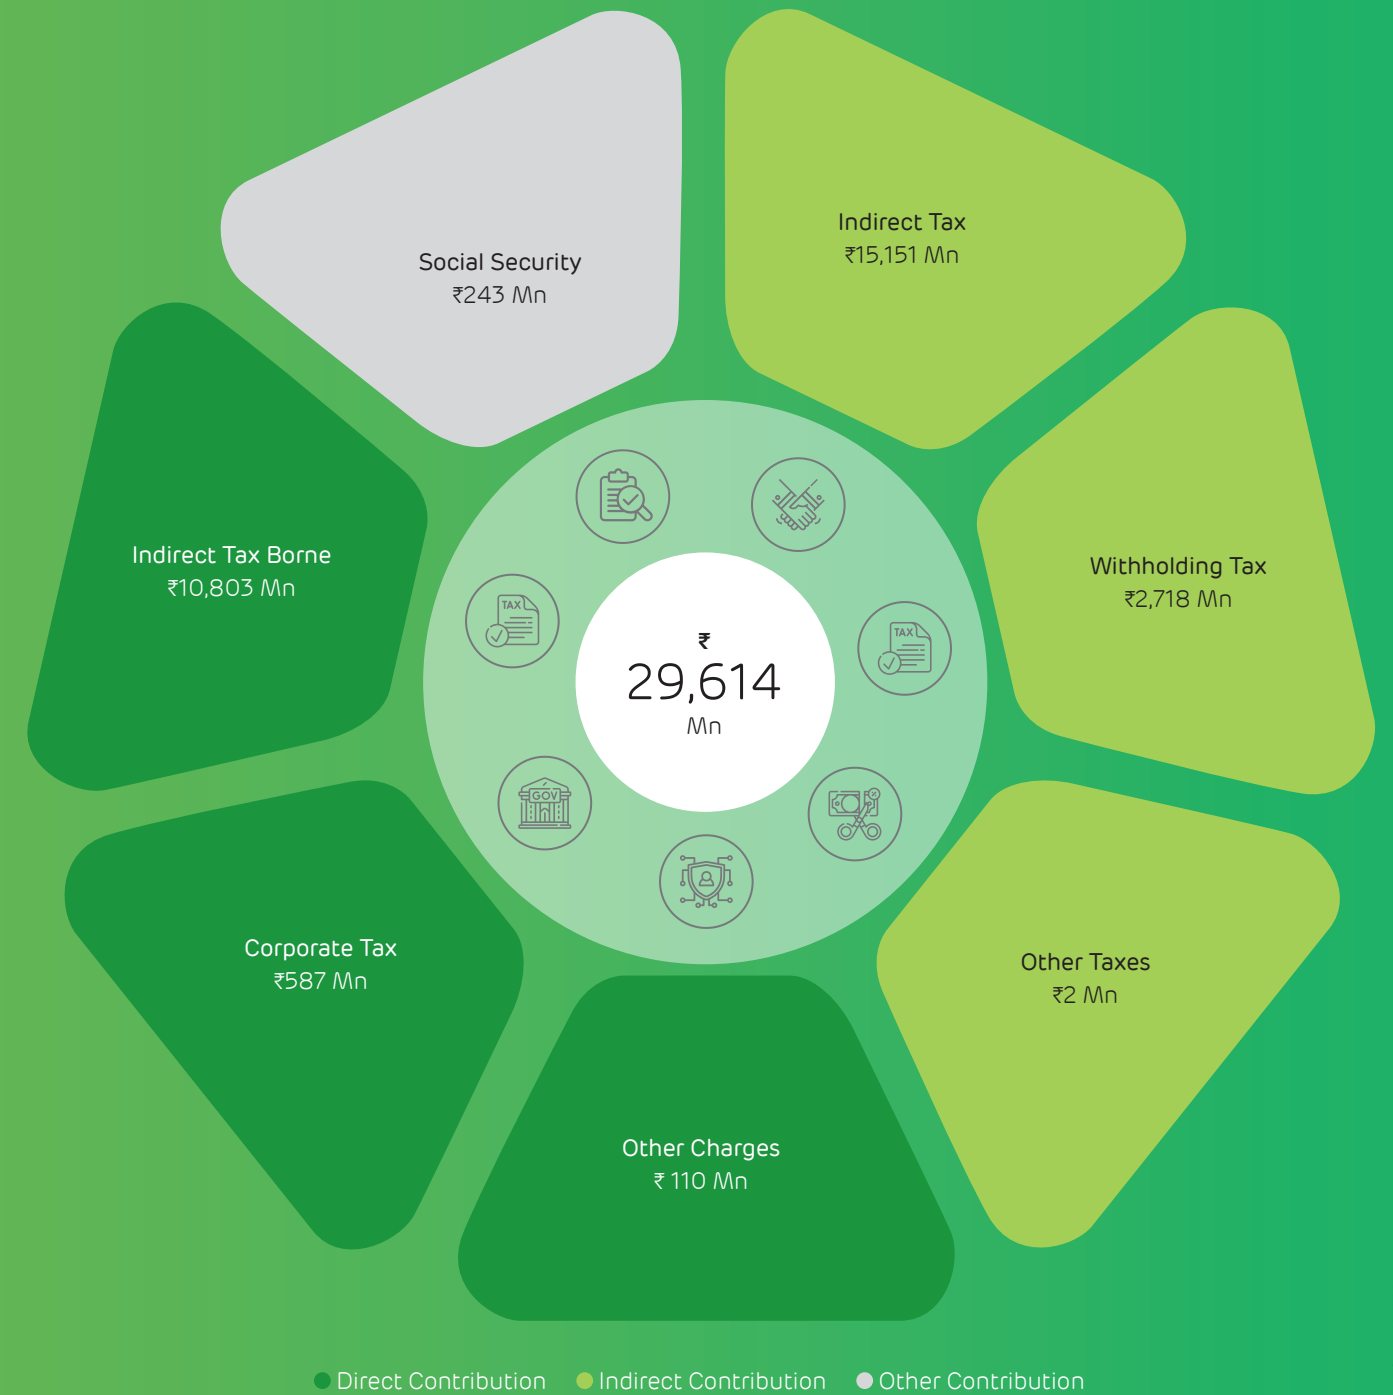 Indirect Tax
₹15,151 Mn
Social Security
₹243 Mn
Indirect Tax Borne
₹10,803 Mn
Withholding Tax
₹2,718 Mn
TAX
TAX
₹
29,614
Mn
GOV
Corporate Tax
₹587 Mn
Other Taxes
₹2 Mn
Other Charges
₹ 110 Mn
Direct Contribution
Indirect Contribution
Other Contribution